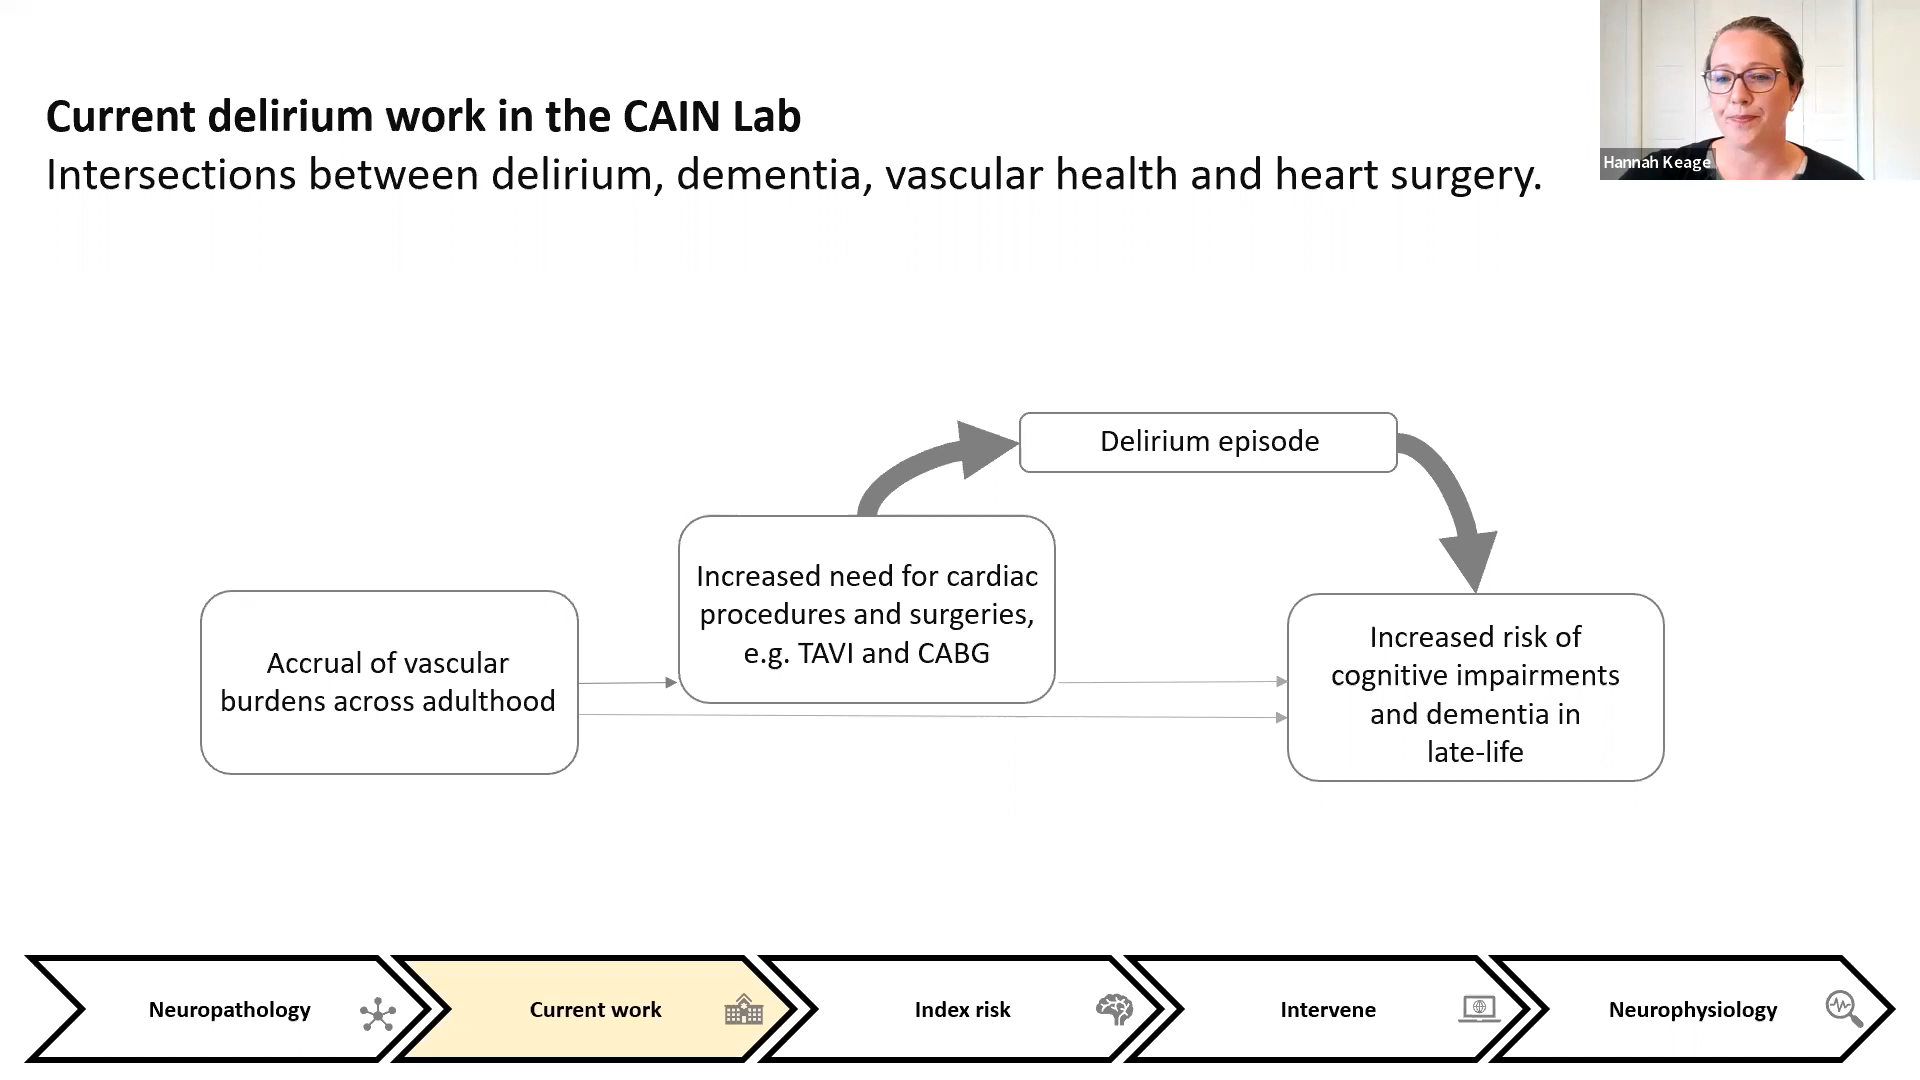 Current delirium work in the CAIN Lab
Intersections between delirium, dementia, vascular health and heart surgery.
Hannah Keage
Delirium episode
Increased need for cardiac
procedures and surgeries,
e.g. TAVI and CABG
Accrual of vascular
burdens across adulthood
Increased risk of
cognitive impairments
and dementia in
late-life
Neuropathology
Current work
Index risk
Intervene
Neurophysiology